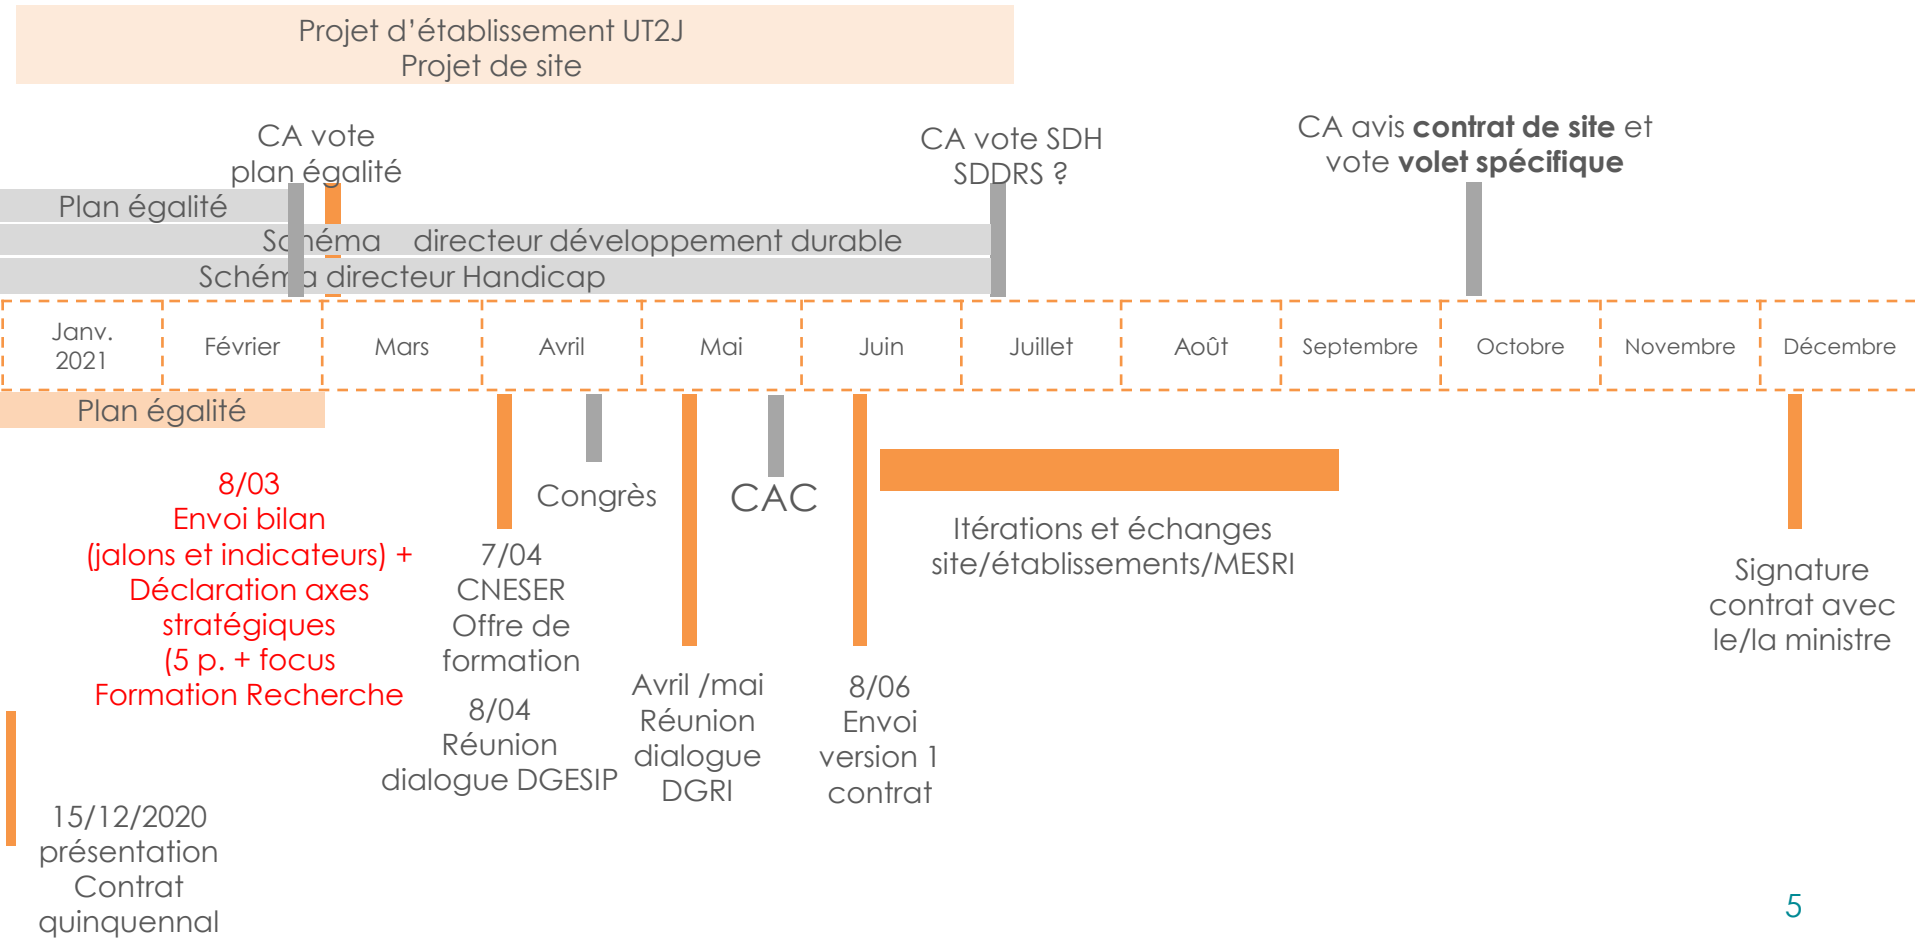 Projet d’établissement UT2J
Projet de site
CA vote
plan égalité
CA vote SDH
SDDRS ?
CA avis contrat de site et
vote volet spécifique
Plan égalité
Schéma directeur développement durable
Schéma directeur Handicap
Janv.
2021
Février
Mars
Avril
Mai
Juin
Juillet
Août
Septembre
Octobre
Novembre
Décembre
Plan égalité
8/03
Envoi bilan
(jalons et indicateurs) +
Déclaration axes
stratégiques
(5 p. + focus
Formation Recherche
7/04
CNESER
Offre de
formation
8/04
Réunion
dialogue DGESIP
Congrès
Avril /mai
Réunion
dialogue
DGRI
CAC
8/06
Envoi
version 1
contrat
Itérations et échanges
site/établissements/MESRI
Signature
contrat avec
le/la ministre
15/12/2020
présentation
Contrat
quinquennal
5